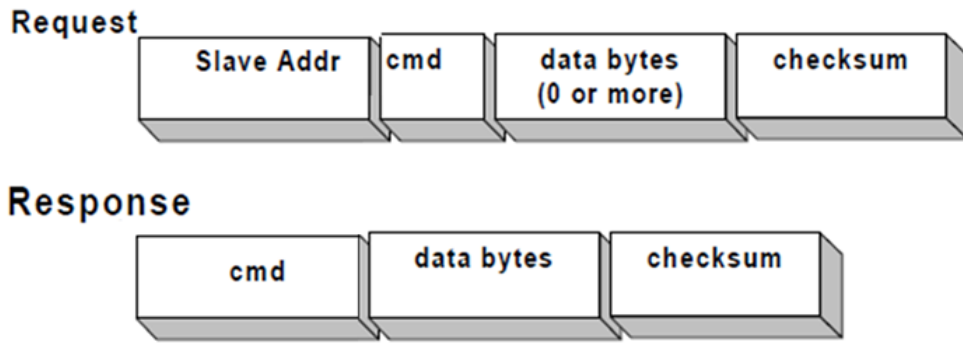 Request
Slave Addr
cmd
data bytes
(0 or more)
checksum
Response
cmd
data bytes
checksum